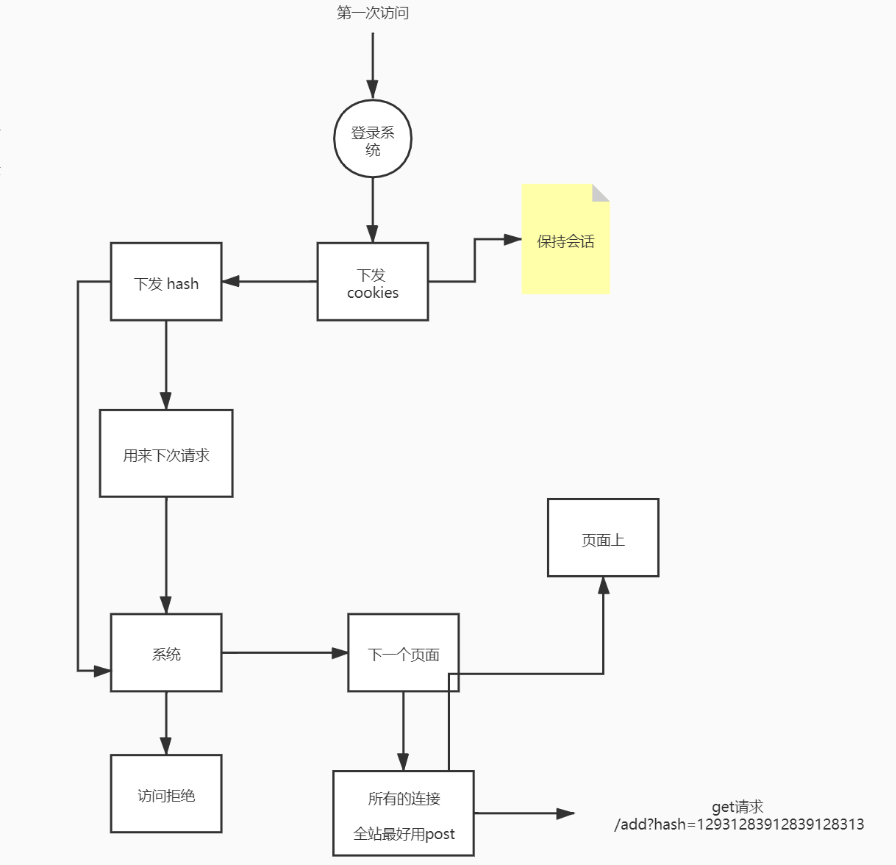 第一次访问
登录系
统
保持会话
下发 hash
下发
cookies
用来下次请求
页面上
系统
下一个页面
访问拒绝
所有的连接
全站最好用post
get请求
/add?hash=12931283912839128313